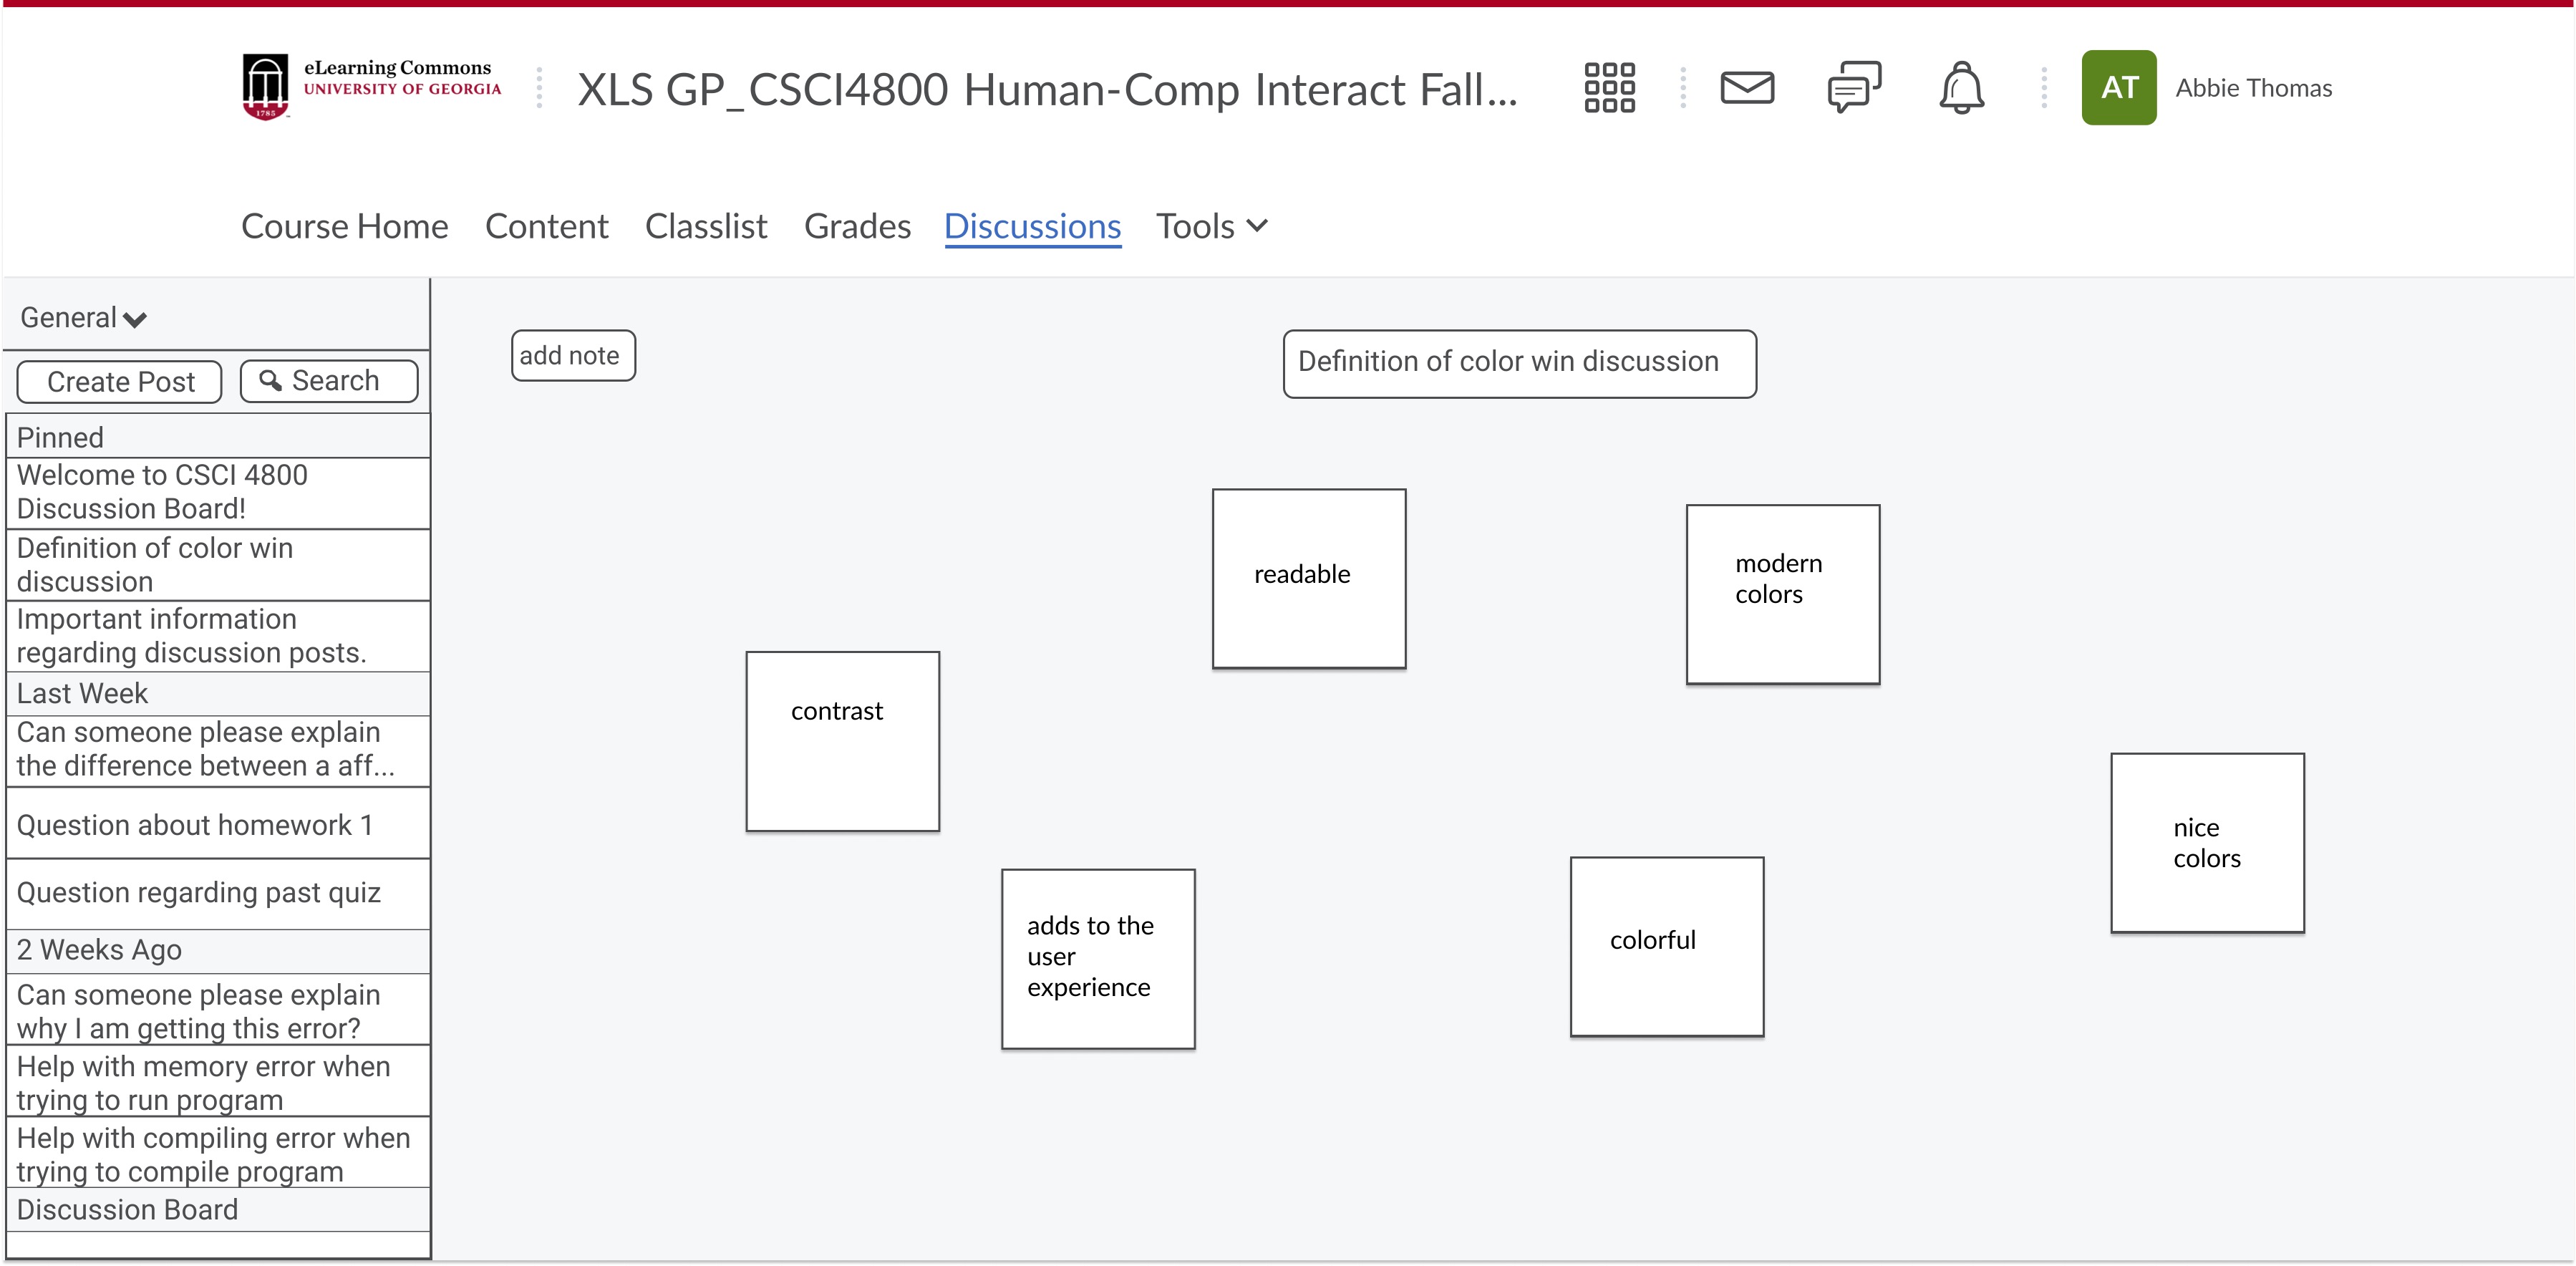 eLearning Commons
UNIVERSITY OF GEORGIA
1785
XLS GP_CSCI4800 Human-Comp Interact Fall...
AT
Abbie Thomas
Course Home
Content
Classlist
Grades
Discussions
Tools
General
Create Post
Search
Pinned
Welcome to CSCI 4800
Discussion Board!
Definition of color win
discussion
Important information
regarding discussion posts.
Last Week
Can someone please explain
the difference between a aff...
Question about homework 1
Question regarding past quiz
2 Weeks Ago
Can someone please explain
why I am getting this error?
Help with memory error when
trying to run program
Help with compiling error when
trying to compile program
Discussion Board
add note
Definition of color win discussion
readable
modern
colors
contrast
nice
colors
adds to the
user
experience
colorful